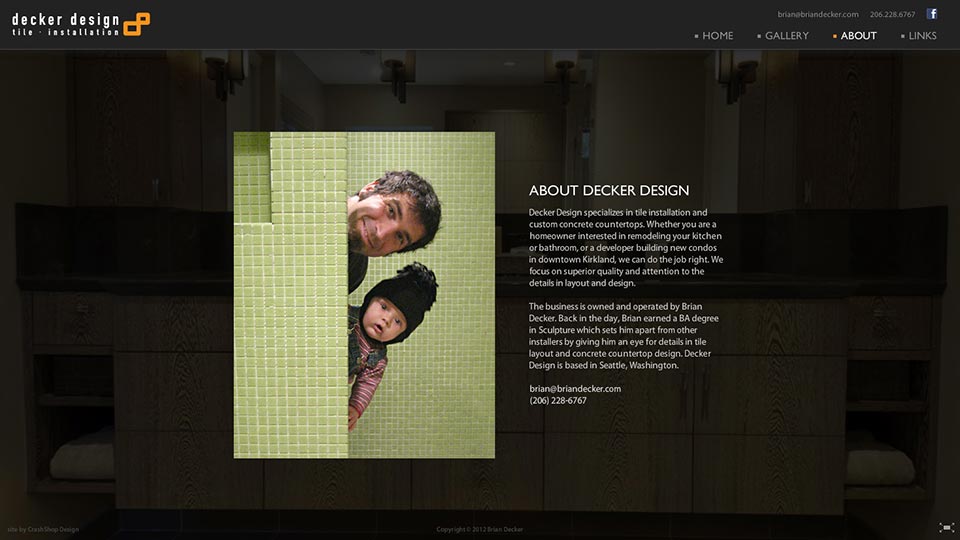 decker design
tile · installation
brian@briandecker.com 206.228.6767
HOME GALLERY ABOUT LINKS
ABOUT DECKER DESIGN
Decker Design specializes in tile installation and
custom concrete countertops. Whether you are a
homeowner interested in remodeling your kitchen
or bathroom, or a developer building new condos
in downtown Kirkland, we can do the job right. We
focus on superior quality and attention to the
details in layout and design.
The business is owned and operated by Brian
Decker. Back in the day, Brian earned a BA degree
in Sculpture which sets him apart from other
installers by giving him an eye for details in tile
layout and concrete countertop design. Decker
Design is based in Seattle, Washington.
brian@briandecker.com
(206) 228-6767
site by CrashShop Design
Copyright © 2012 Brian Decker